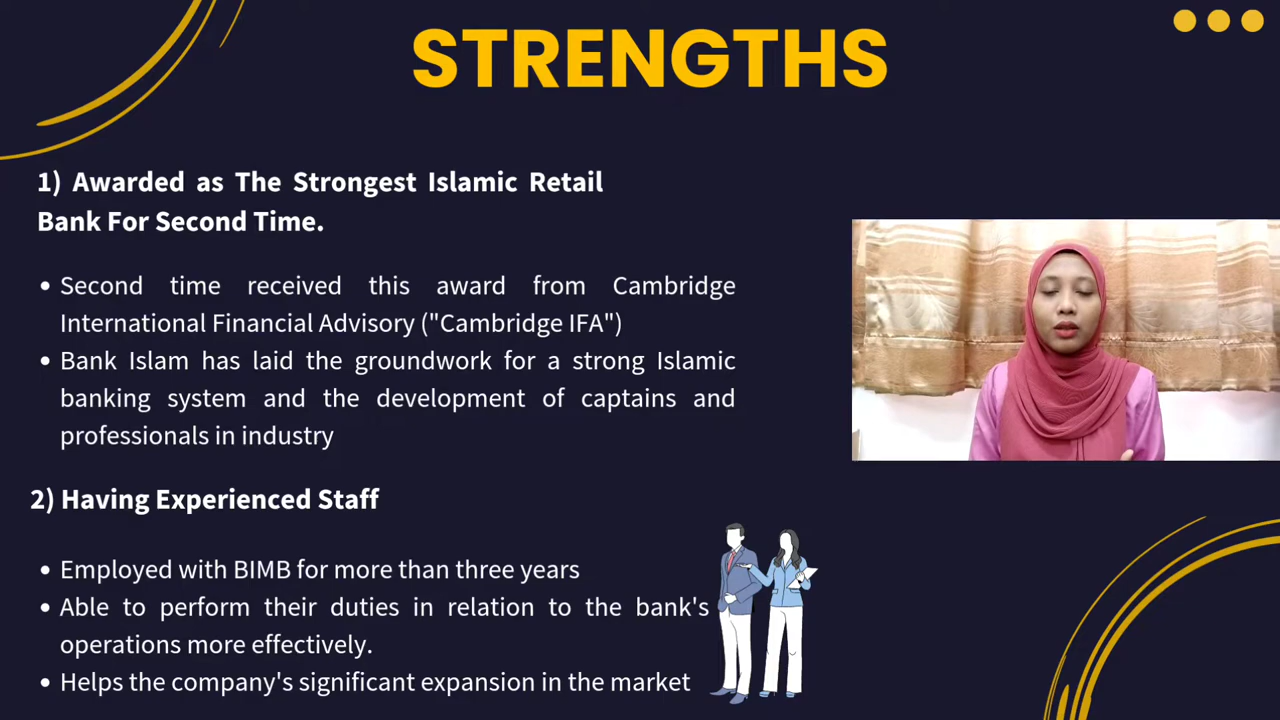 STRENGTHS
1) Awarded as The Strongest Islamic Retail
Bank For Second Time.
• Second time received this award from Cambridge
International Financial Advisory ("Cambridge IFA")
• Bank Islam has laid the groundwork for a strong Islamic
banking system and the development of captains and
professionals in industry
2) Having Experienced Staff
• Employed with BIMB for more than three years
• Able to perform their duties in relation to the bank's
operations more effectively.
• Helps the company's significant expansion in the market